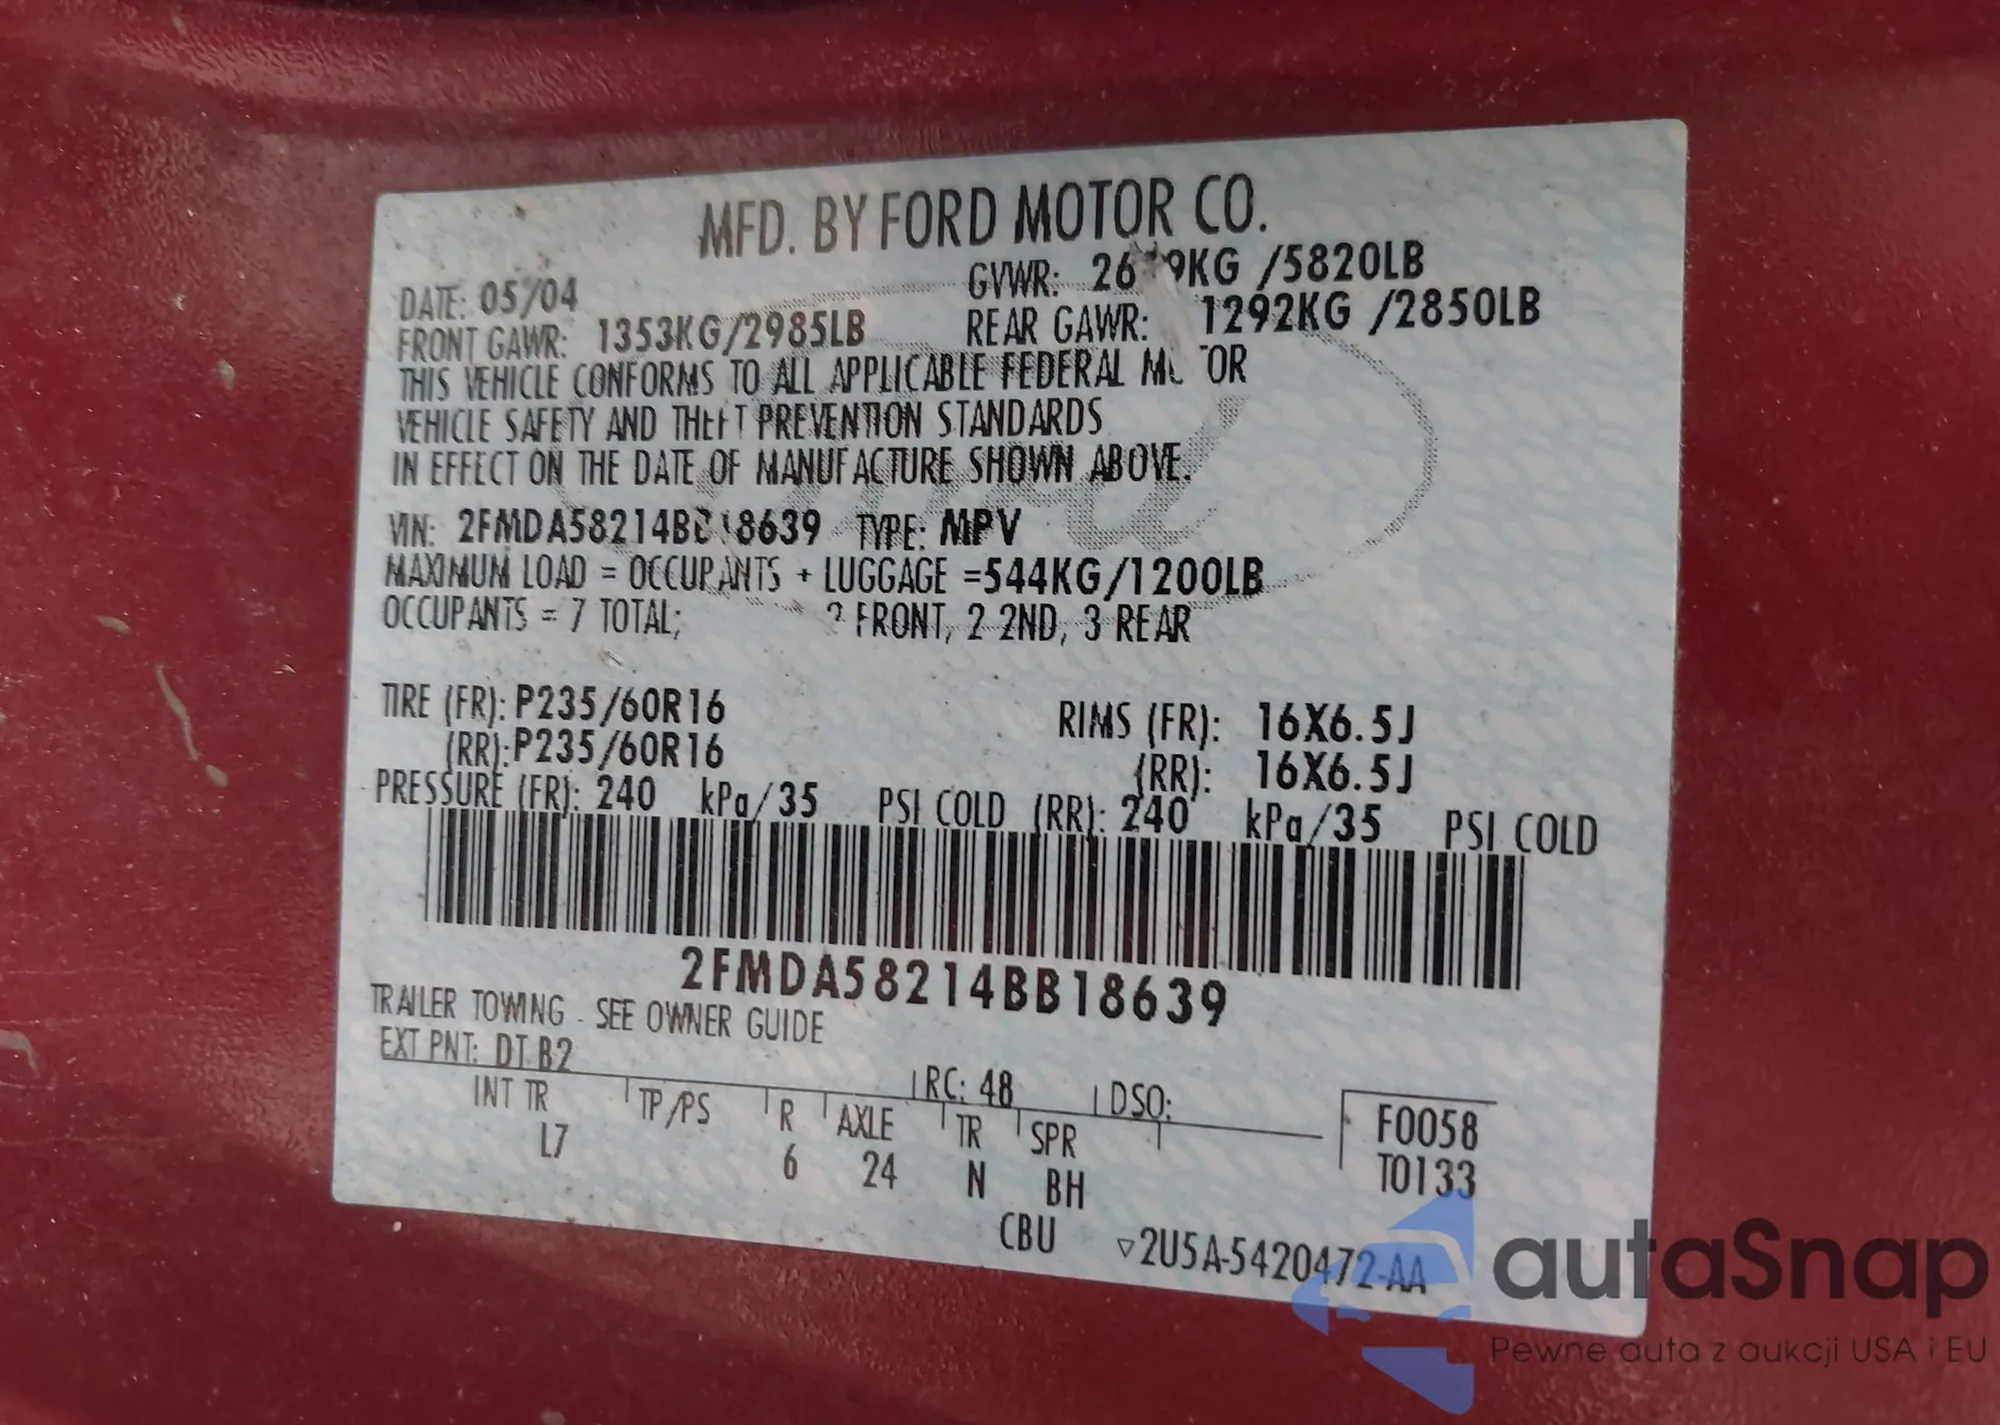 MFD. BY FORD MOTOR CO.
DATE: 05/04 GVWR: /5820LB
FRONT GAWR: 1353KG/2985LB REAR GAWR: 1292KG /2850LB
THIS VEHICLE CONFORMS TO ALL APPLICABLE FEDERAL MOTOR
VEHICLE SAFETY AND THEFT PREVENTION STANDARDS
IN EFFECT ON THE DATE OF MANUFACTURE SHOWN ABOVE.
VIN: 2FMDA58214BB18639 TYPE: MPV
MAXIMUM LOAD = OCCUPANTS + LUGGAGE =544KG/1200LB
OCCUPANTS = 7 TOTAL; 2 FRONT, 2 2ND, 3 REAR
TIRE (FR): P235/60R16 RIMS (FR): 16X6.5J
(RR): P235/60R16 (RR): 16X6.5J
PRESSURE (FR): 240 kPa/35 PSI COLD (RR): 240 kPa/35 PSI COLD
2FMDA58214BB18639
TRAILER TOWING - SEE OWNER GUIDE
EXT PNT: DT B2 RC: 48 DSO:
INT TR TP/PS R AXLE TR SPR F0058
L7 6 24 N BH T0133
CBU ▽2U5A-5420472-AA
autaSnap
Pewne auta z aukcji USA i EU